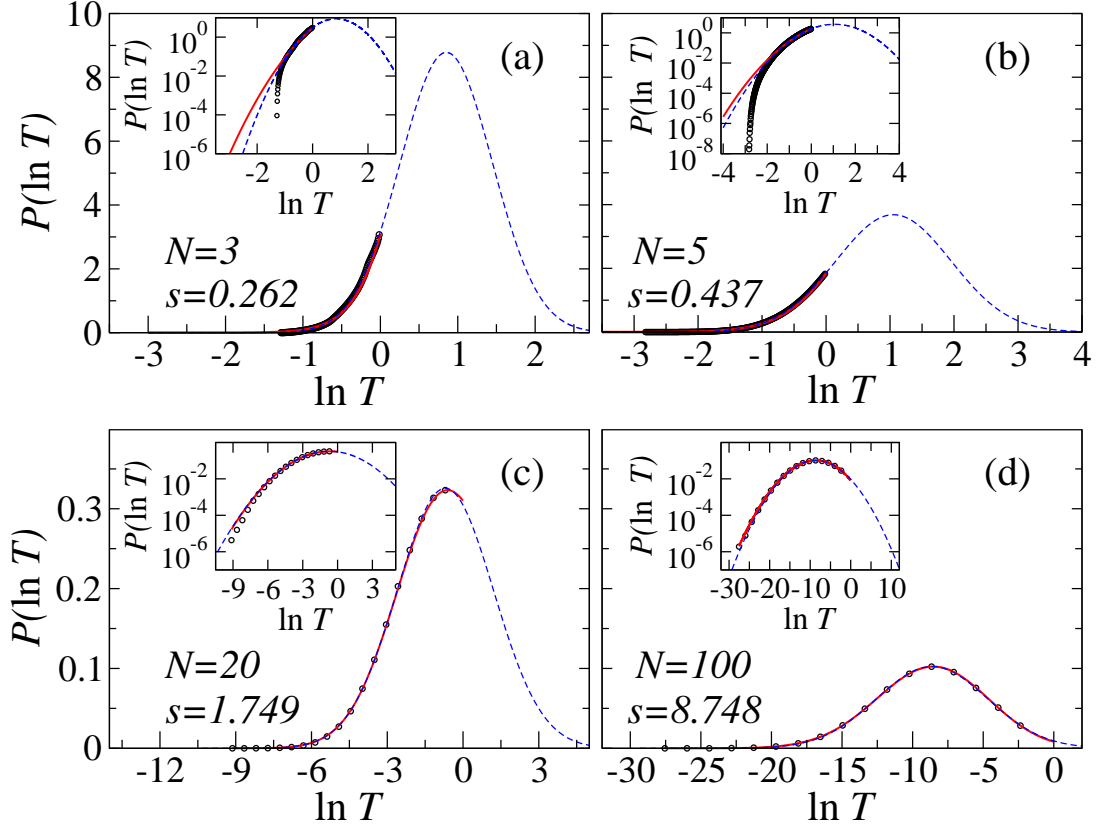 P(ln T)
10
8
6
4
2
0
-3 -2 -1 0 1 2
ln T
(a)
N=3
s=0.262
P(ln T)
10^0
10^-2
10^-4
10^-6
-2 0 2
ln T
(b)
N=5
s=0.437
-3 -2 -1 0 1 2 3 4
ln T
P(ln T)
10^0
10^-2
10^-4
10^-6
10^-8
-4 -2 0 2 4
ln T
P(ln T)
0.3
0.2
0.1
0
-12 -9 -6 -3 0 3
ln T
(c)
N=20
s=1.749
P(ln T)
10^-2
10^-4
10^-6
-9 -6 -3 0 3
ln T
(d)
N=100
s=8.748
-30 -25 -20 -15 -10 -5 0
ln T
P(ln T)
10^-2
10^-4
10^-6
-30 -20 -10 0 10
ln T